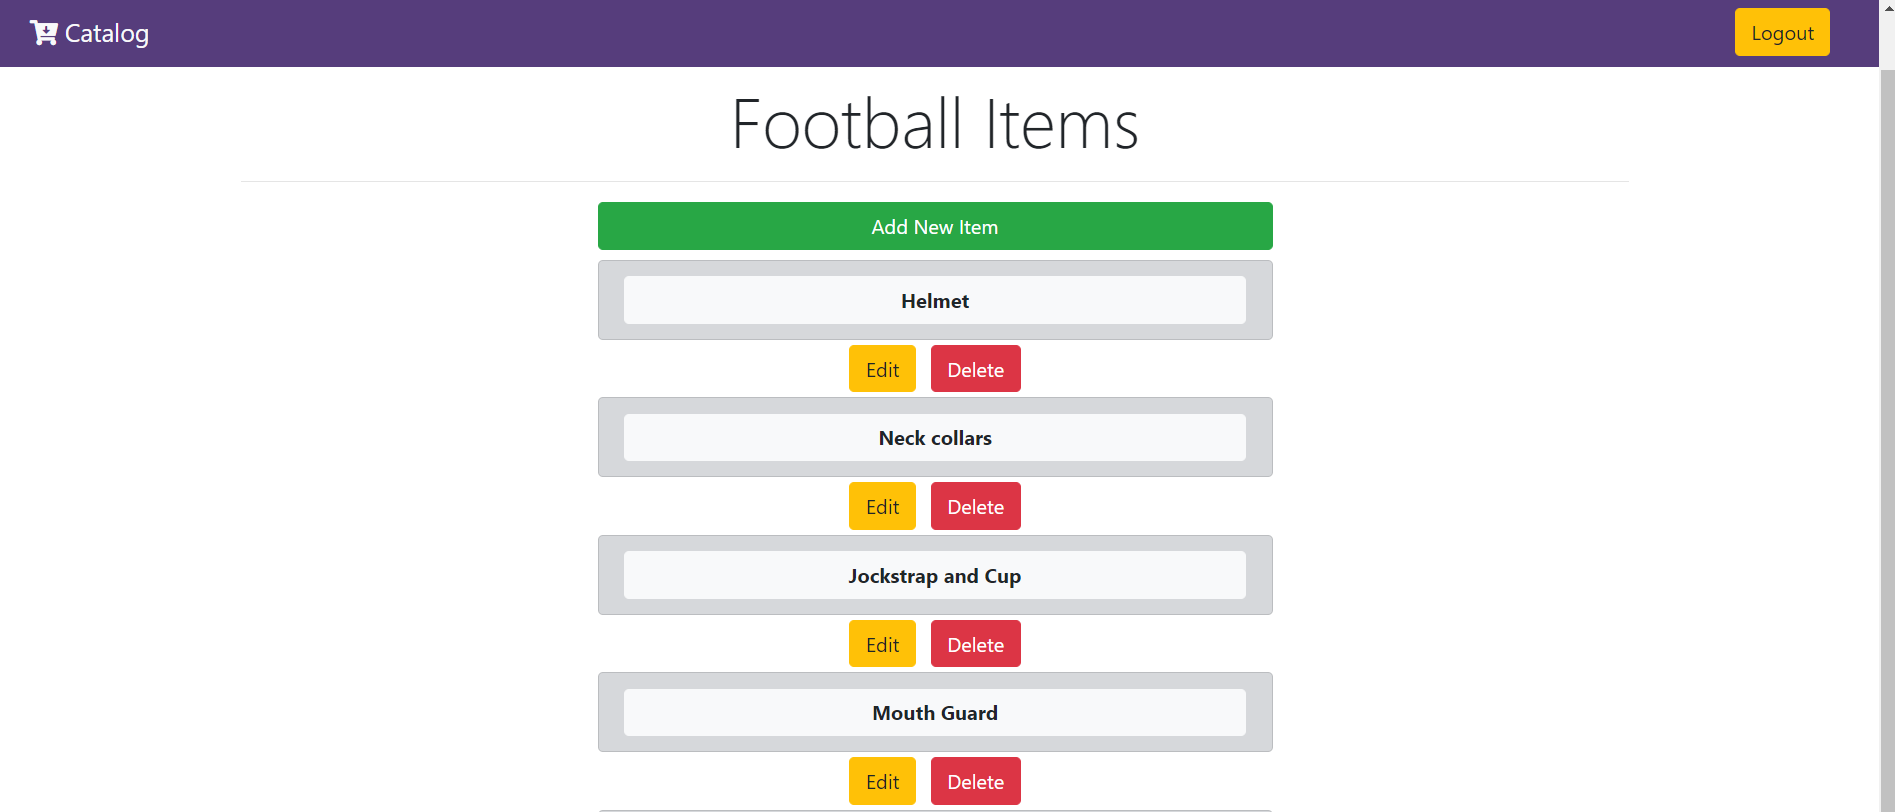 Catalog
Logout
Football Items
Add New Item
Helmet
Edit Delete
Neck collars
Edit Delete
Jockstrap and Cup
Edit Delete
Mouth Guard
Edit Delete